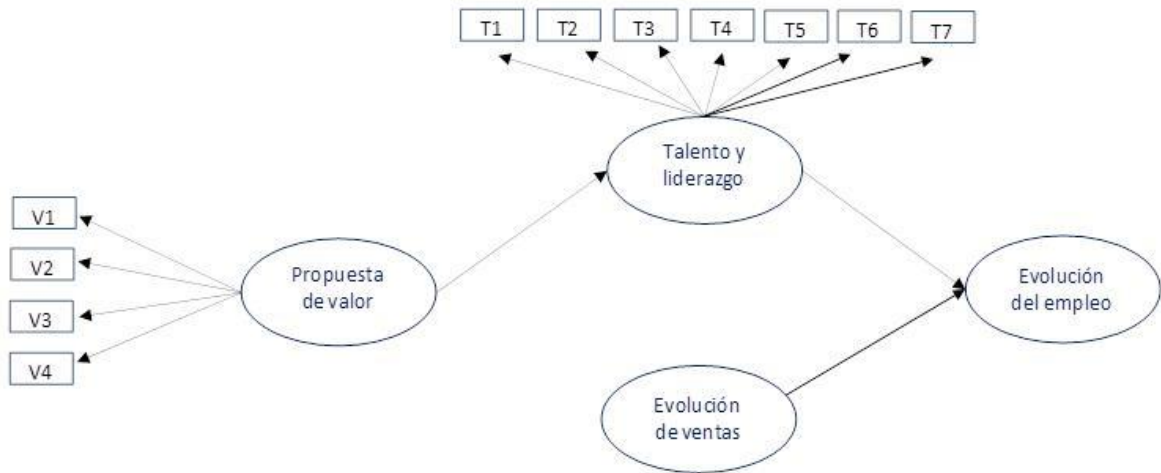 T1
T2
T3
T4
T5
T6
T7
Talento y
liderazgo
V1
V2
V3
V4
Propuesta
de valor
Evolución
del empleo
Evolución
de ventas